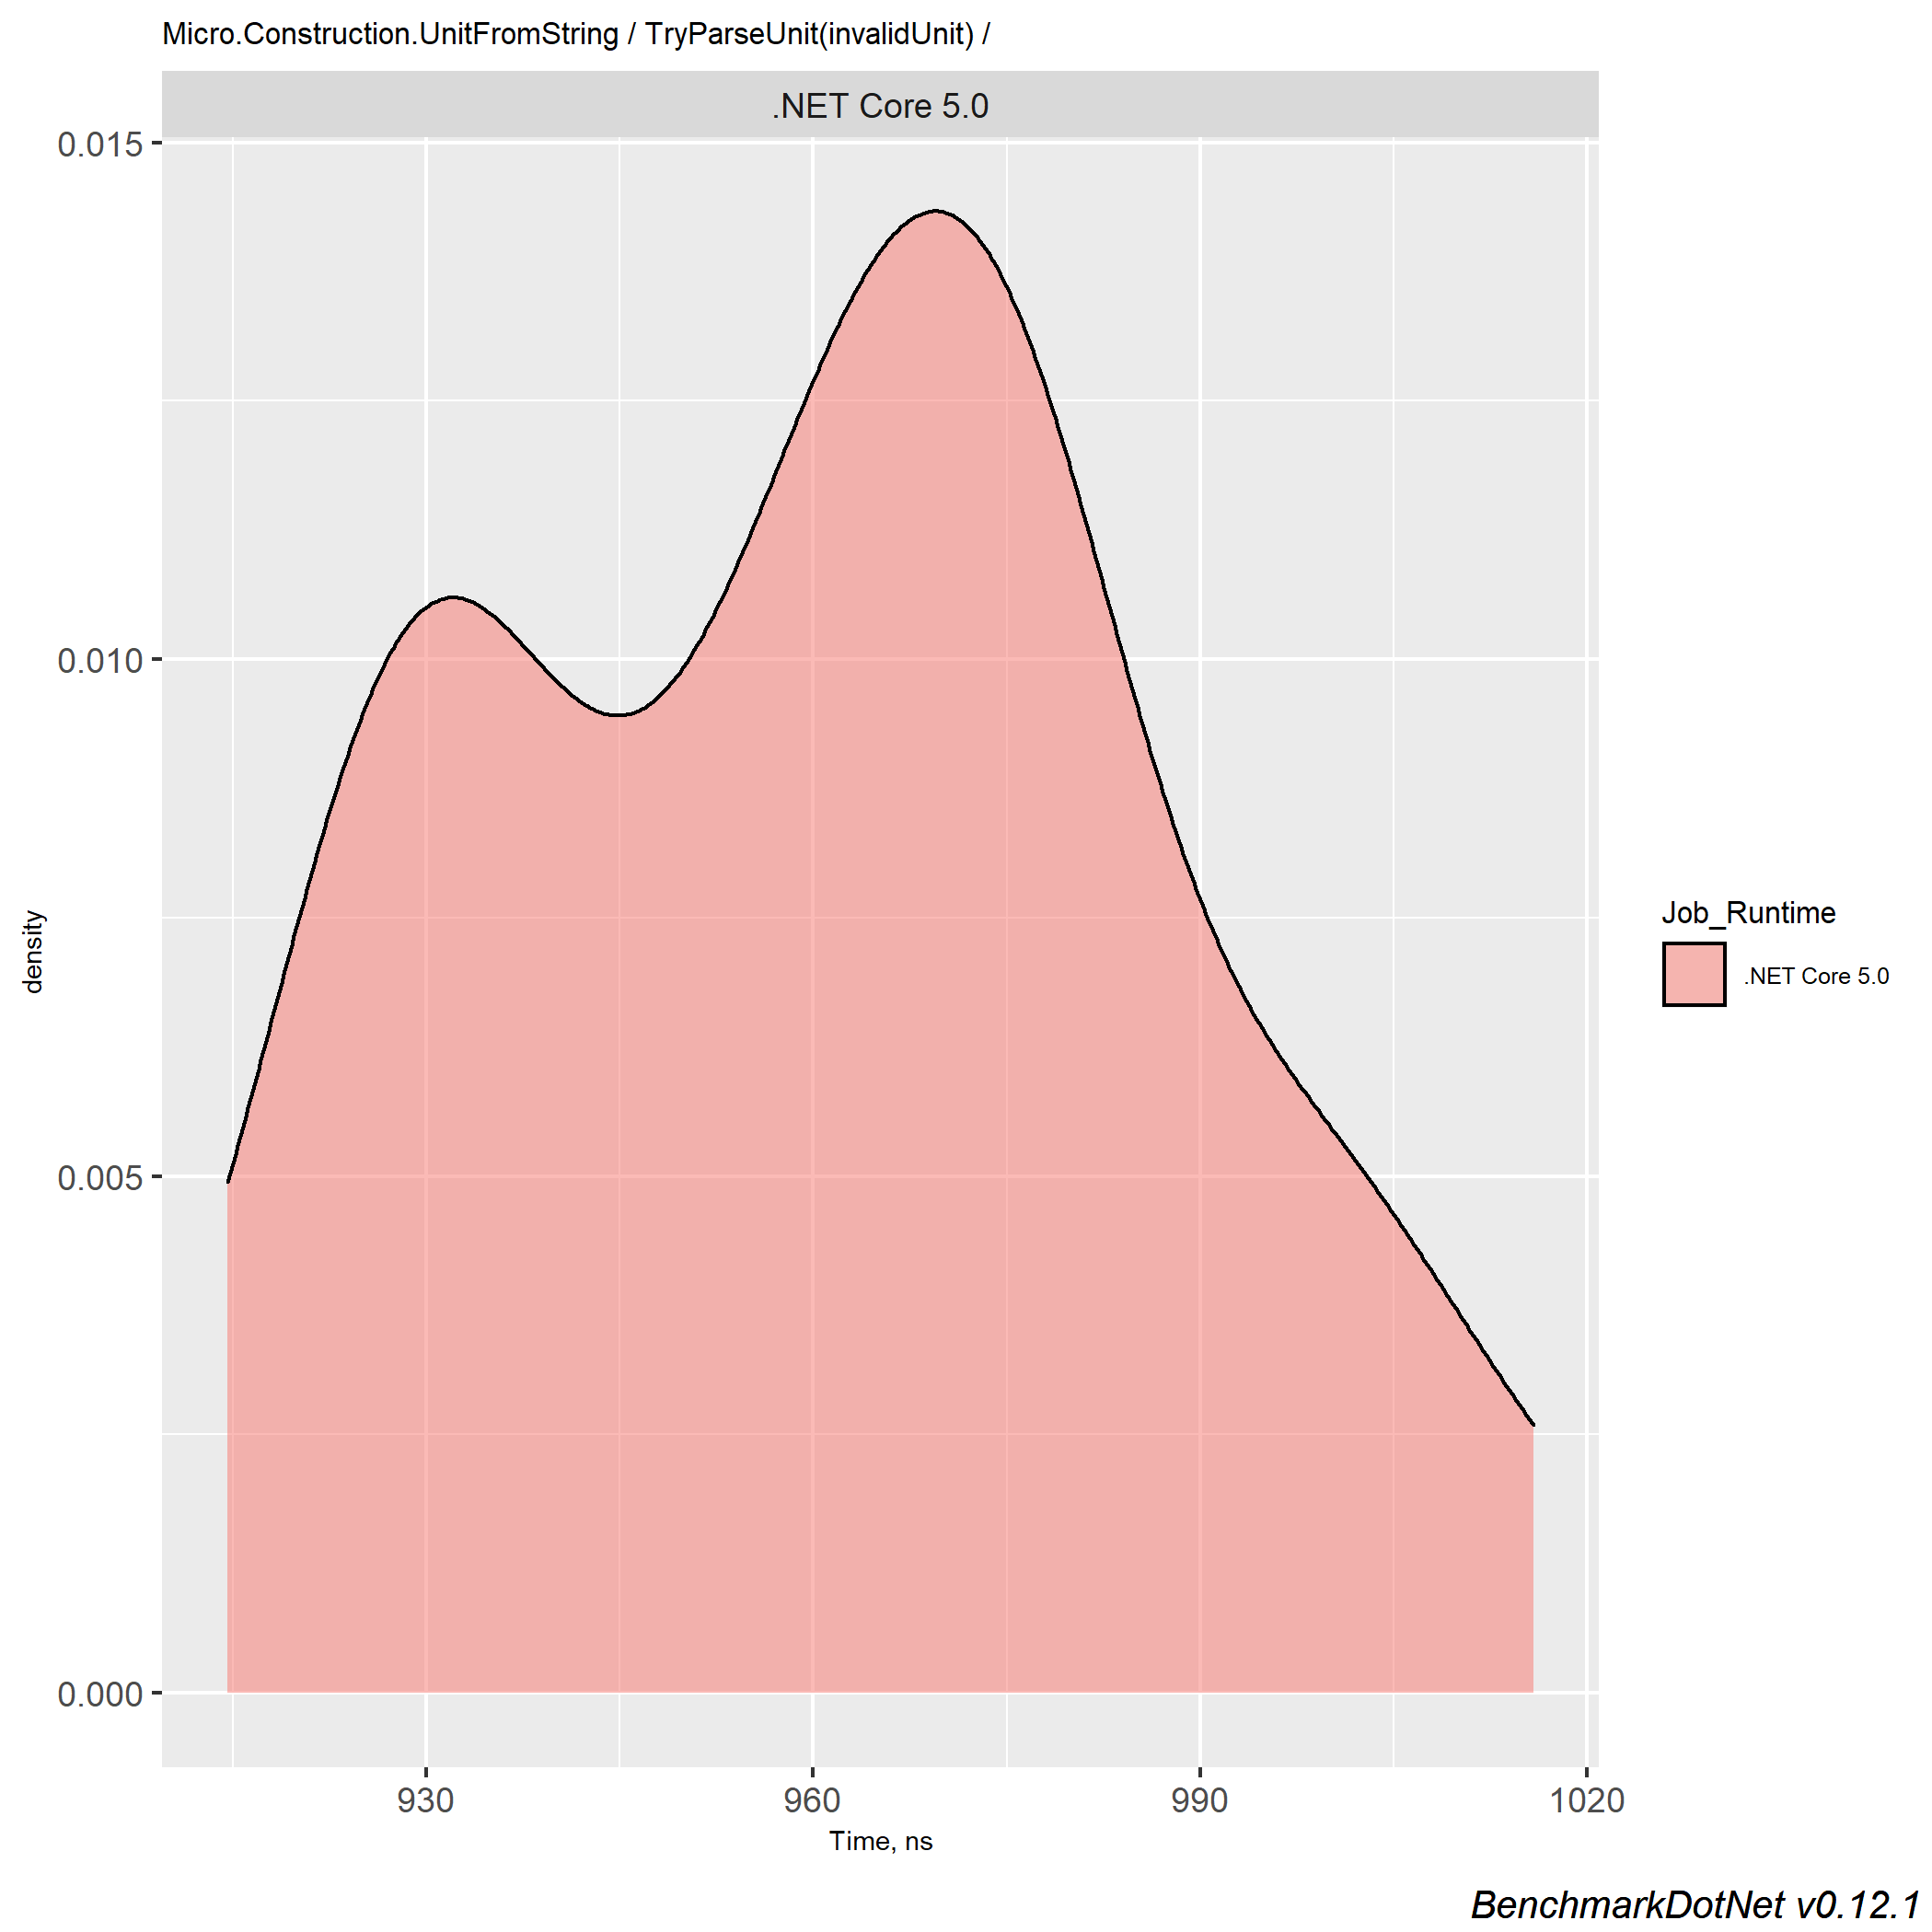 Micro.Construction.UnitFromString / TryParseUnit(invalidUnit) /
.NET Core 5.0
0.015
0.010
0.005
0.000
density
930 960 990 1020
Time, ns
Job_Runtime
.NET Core 5.0
BenchmarkDotNet v0.12.1